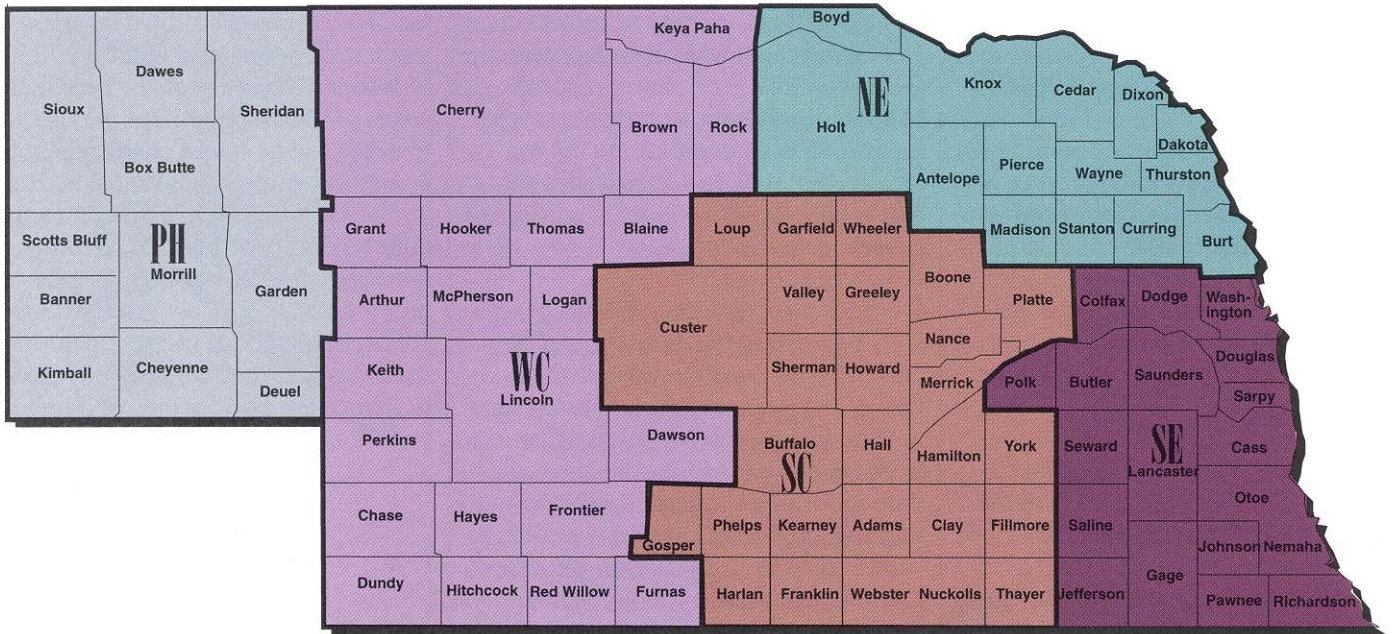 Boyd
Keya Paha
Dawes
Knox
Cedar
Dixon
Sioux
Sheridan
Cherry
NE
Brown
Rock
Holt
Dakota
Box Butte
Pierce
Antelope
Wayne
Thurston
Grant
Hooker
Thomas
Blaine
Loup
Garfield
Wheeler
Madison
Stanton
Curring
Burt
Scotts Bluff
PH
Morrill
Garden
Banner
Arthur
McPherson
Logan
Custer
Valley
Greeley
Boone
Platte
Colfax
Dodge
Wash-
ington
Nance
Douglas
Kimball
Cheyenne
Deuel
Keith
WC
Lincoln
Sherman
Howard
Merrick
Polk
Butler
Saunders
Sarpy
Perkins
Dawson
Buffalo
SC
Hall
Hamilton
York
Seward
SE
Lancaster
Cass
Otoe
Chase
Hayes
Frontier
Gosper
Phelps
Kearney
Adams
Clay
Fillmore
Saline
Johnson
Nemaha
Dundy
Hitchcock
Red Willow
Furnas
Harlan
Franklin
Webster
Nuckolls
Thayer
Jefferson
Gage
Pawnee
Richardson